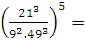 (21³ / 9².49³)⁵ =